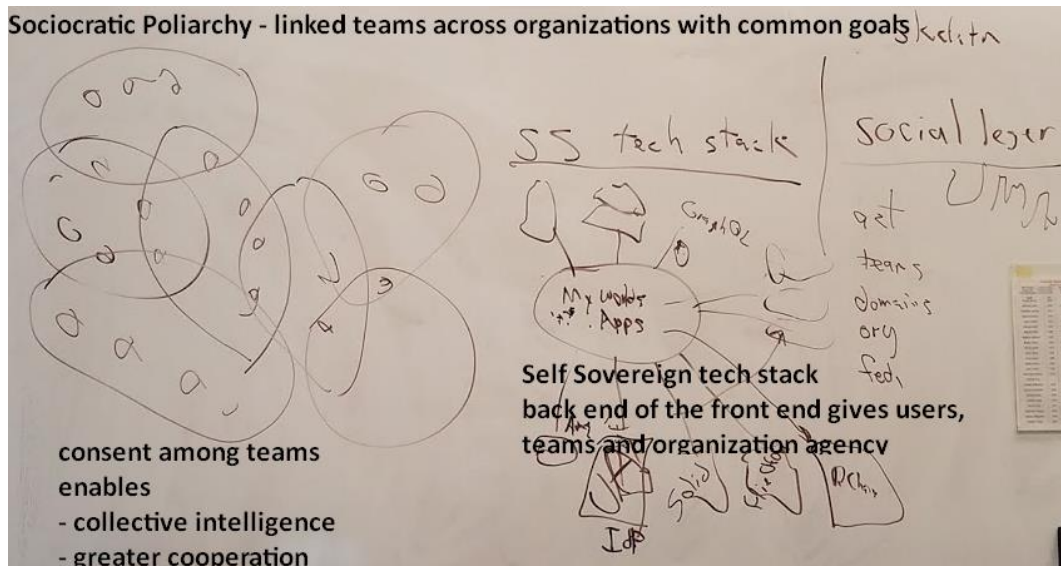 Sociocratic Poliarchy - linked teams across organizations with common goals
SS tech stack
social layer
GraphQL
My worlds
Apps
act
teams
domains
org
fed,
Self Sovereign tech stack
back end of the front end gives users,
teams and organization agency
consent among teams
enables
- collective intelligence
- greater cooperation
Solid
RChain
IdP